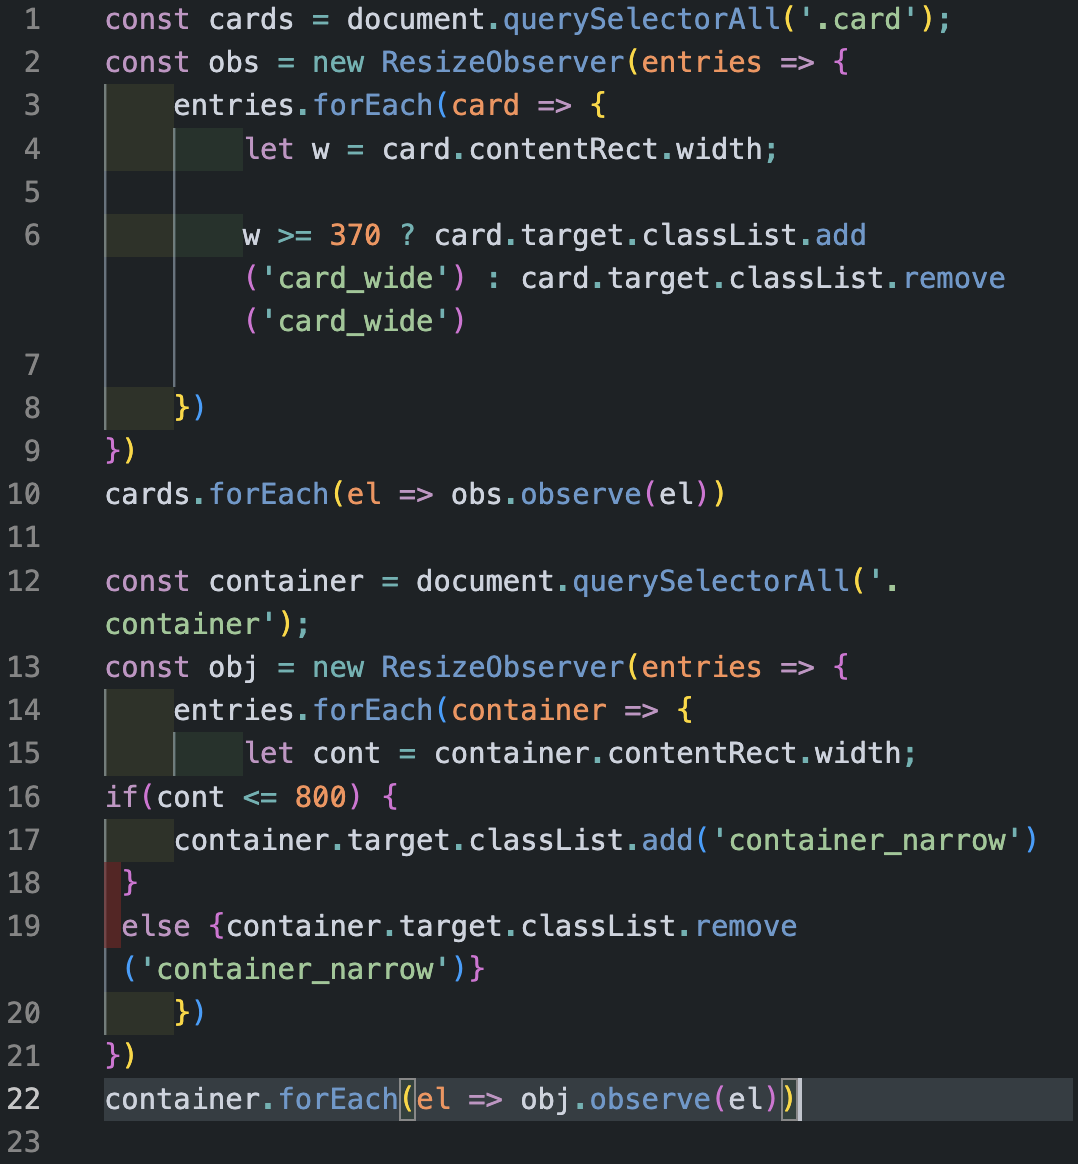 1 const cards = document.querySelectorAll('.card');
2 const obs = new ResizeObserver(entries => {
3     entries.forEach(card => {
4         let w = card.contentRect.width;
5
6         w >= 370 ? card.target.classList.add
        ('card_wide') : card.target.classList.remove
        ('card_wide')
7
8     })
9 })
10 cards.forEach(el => obs.observe(el))
11
12 const container = document.querySelectorAll('.
container');
13 const obj = new ResizeObserver(entries => {
14     entries.forEach(container => {
15         let cont = container.contentRect.width;
16 if(cont <= 800) {
17     container.target.classList.add('container_narrow')
18  }
19  else {container.target.classList.remove
 ('container_narrow')}
20     })
21 })
22 container.forEach(el => obj.observe(el))
23